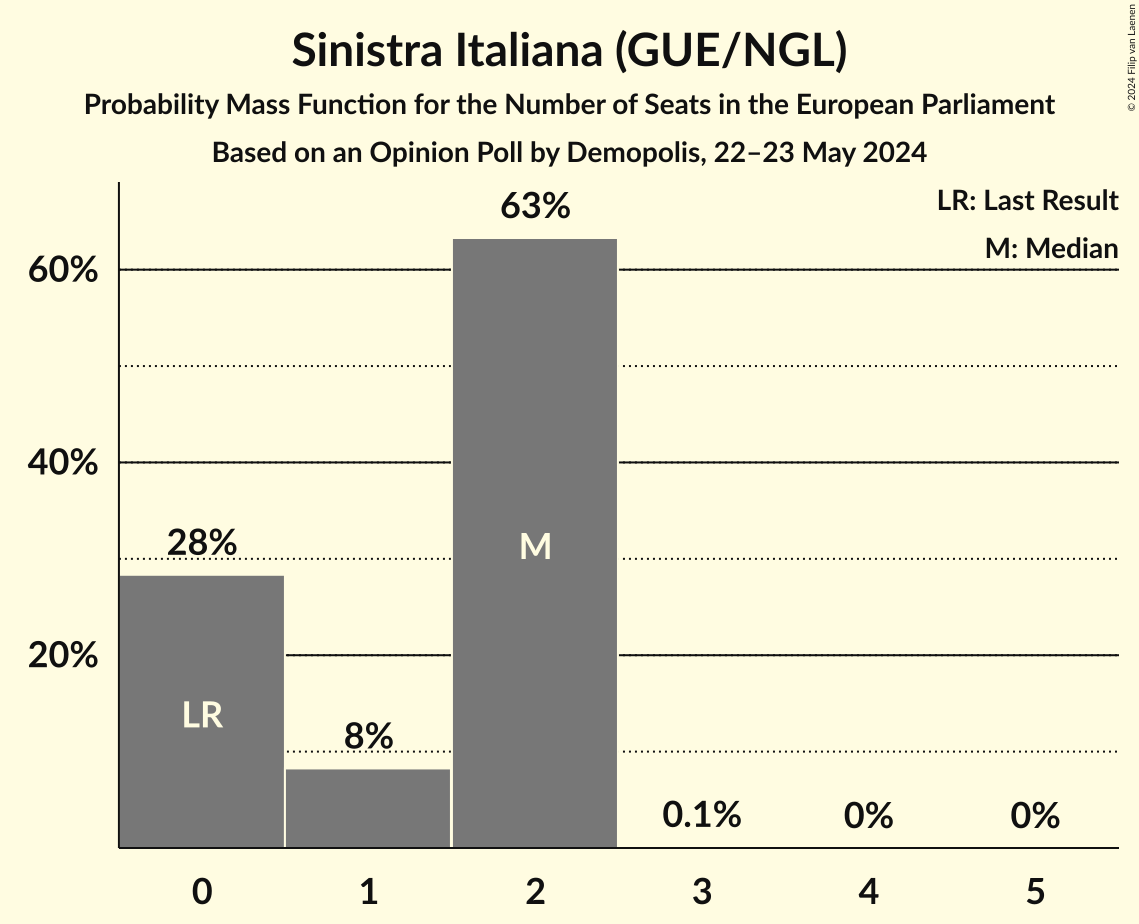 Sinistra Italiana (GUE/NGL)
Probability Mass Function for the Number of Seats in the European Parliament
Based on an Opinion Poll by Demopolis, 22–23 May 2024
© 2024 Filip van Laenen
LR: Last Result
M: Median
63%
60%
40%
28%
M
20%
LR
8%
0.1%
0%
0%
0 1 2 3 4 5